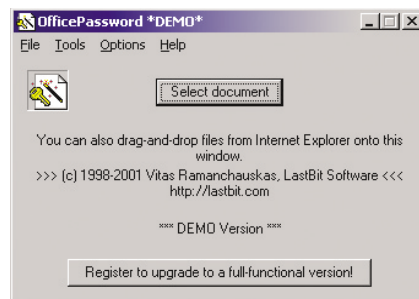 OfficePassword *DEMO*
File Tools Options Help
Select document
You can also drag-and-drop files from Internet Explorer onto this
window.
>>> (c) 1998-2001 Vitas Ramanchauskas, LastBit Software <<<
http://lastbit.com
*** DEMO Version ***
Register to upgrade to a full-functional version!